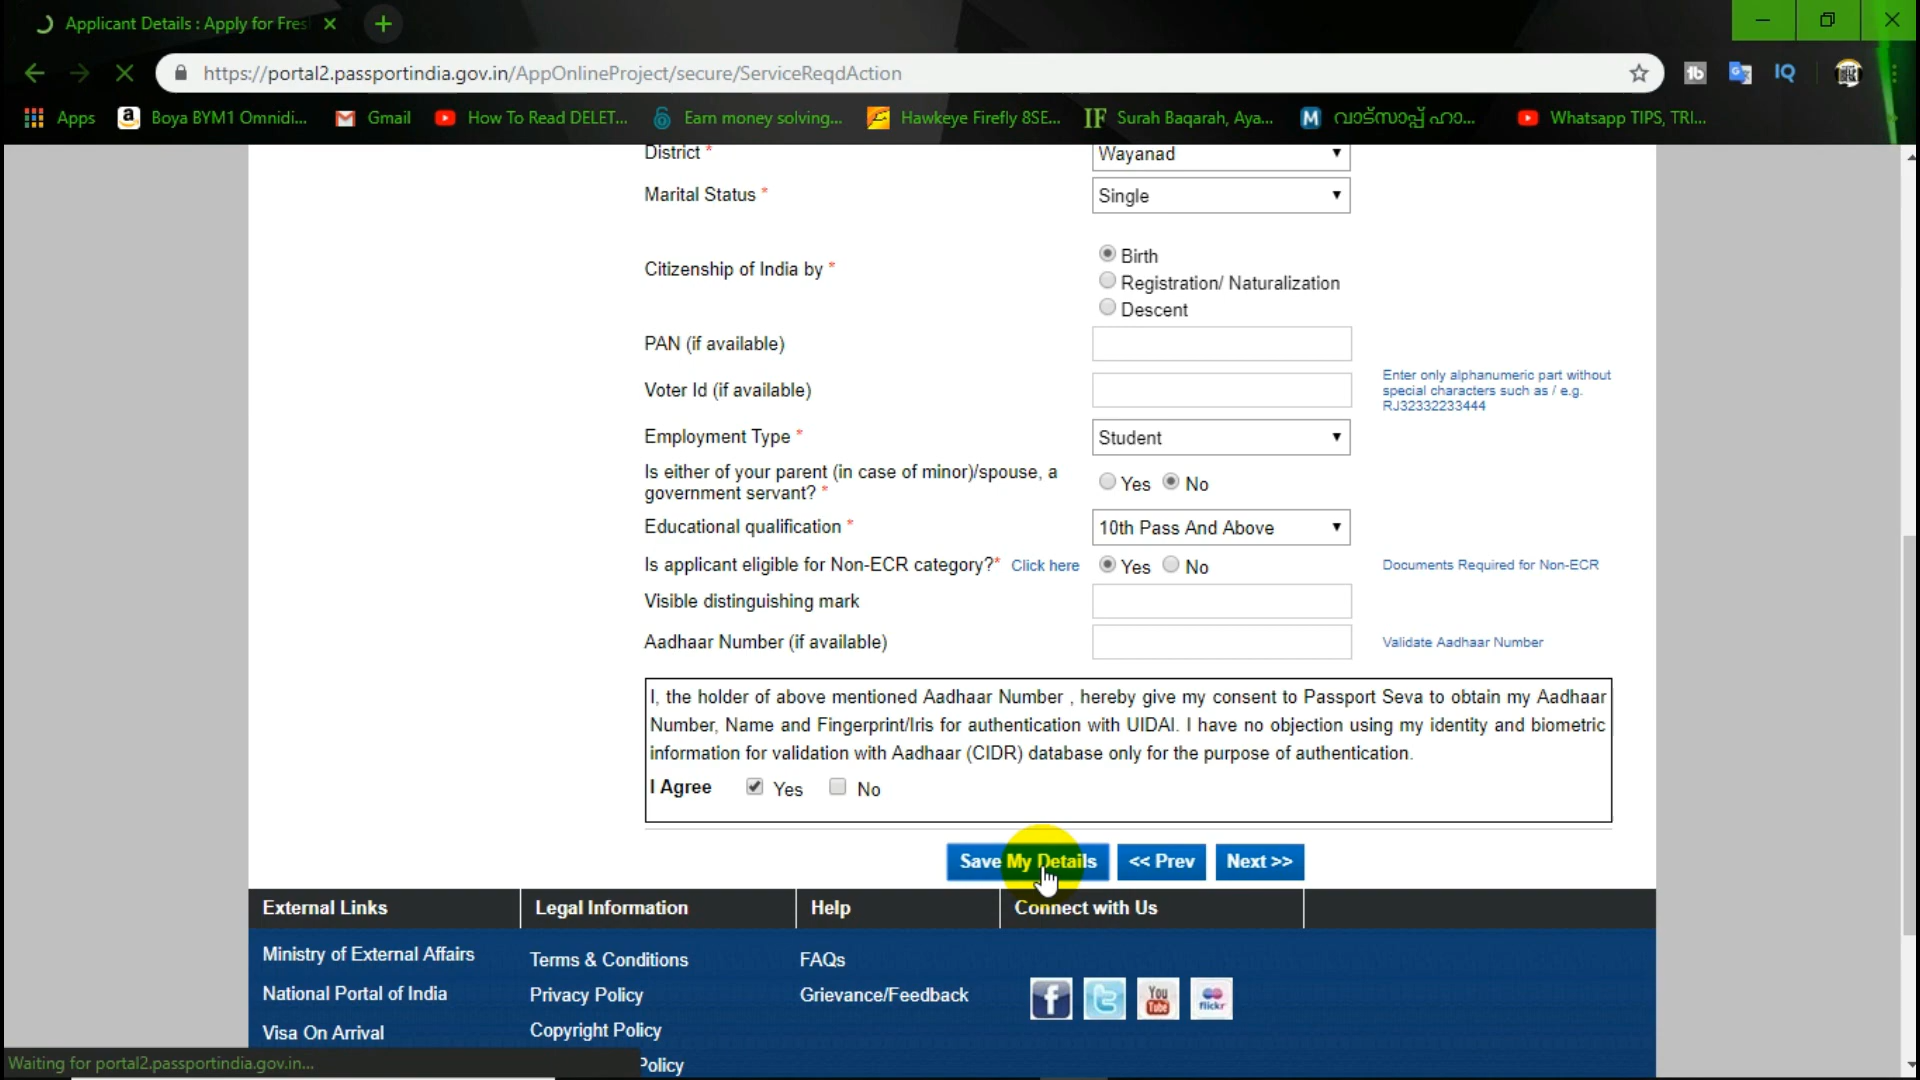 Applicant Details : Apply for Fres
https://portal2.passportindia.gov.in/AppOnlineProject/secure/ServiceReqdAction
Apps
Boya BYM1 Omnidi...
Gmail
How To Read DELET...
Earn money solving...
Hawkeye Firefly 8SE...
IF Surah Baqarah, Aya...
M വാട്സാപ്പ് ഹാ...
Whatsapp TIPS, TRI...
District * Wayanad
Marital Status * Single
Citizenship of India by *
Birth
Registration/ Naturalization
Descent
PAN (if available)
Voter Id (if available)
Enter only alphanumeric part without
special characters such as / e.g.
RJ32332233444
Employment Type * Student
Is either of your parent (in case of minor)/spouse, a
government servant? *
Yes No
Educational qualification * 10th Pass And Above
Is applicant eligible for Non-ECR category?* Click here Yes No Documents Required for Non-ECR
Visible distinguishing mark
Aadhaar Number (if available) Validate Aadhaar Number
I, the holder of above mentioned Aadhaar Number , hereby give my consent to Passport Seva to obtain my Aadhaar
Number, Name and Fingerprint/Iris for authentication with UIDAI. I have no objection using my identity and biometric
information for validation with Aadhaar (CIDR) database only for the purpose of authentication.
I Agree Yes No
Save My Details << Prev Next >>
External Links Legal Information Help Connect with Us
Ministry of External Affairs Terms & Conditions FAQs
National Portal of India Privacy Policy Grievance/Feedback
You Tube flickr
Visa On Arrival Copyright Policy
Policy
Waiting for portal2.passportindia.gov.in...